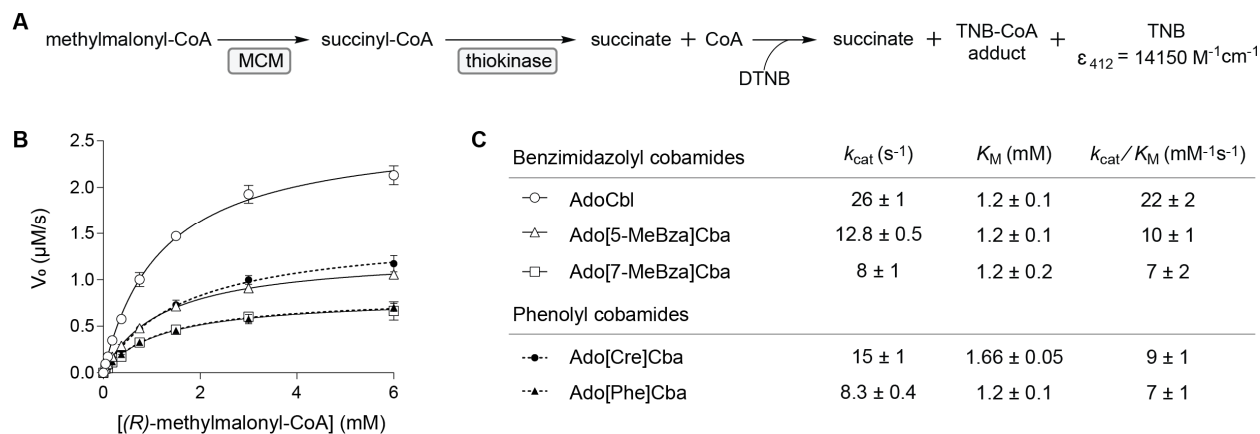 A
methylmalonyl-CoA MCM succinyl-CoA thiokinase succinate + CoA DTNB succinate + TNB-CoA adduct + TNB ε412 = 14150 M-1cm-1
B
2.5
2.0
1.5
1.0
0.5
0.0
0 2 4 6
V₀ (µM/s)
[(R)-methylmalonyl-CoA] (mM)
C
Benzimidazolyl cobamides kcat (s-1) KM (mM) kcat/KM (mM-1s-1)
AdoCbl 26 ± 1 1.2 ± 0.1 22 ± 2
Ado[5-MeBza]Cba 12.8 ± 0.5 1.2 ± 0.1 10 ± 1
Ado[7-MeBza]Cba 8 ± 1 1.2 ± 0.2 7 ± 2
Phenolyl cobamides
Ado[Cre]Cba 15 ± 1 1.66 ± 0.05 9 ± 1
Ado[Phe]Cba 8.3 ± 0.4 1.2 ± 0.1 7 ± 1